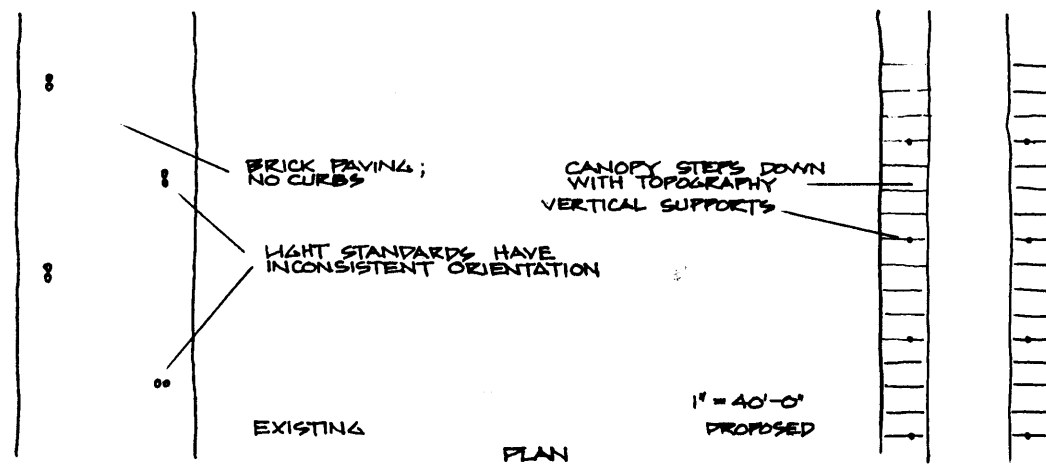 BRICK PAVING;
NO CURBS
LIGHT STANDARDS HAVE
INCONSISTENT ORIENTATION
EXISTING
CANOPY STEPS DOWN
WITH TOPOGRAPHY
VERTICAL SUPPORTS
1" = 40'-0"
PROPOSED
PLAN